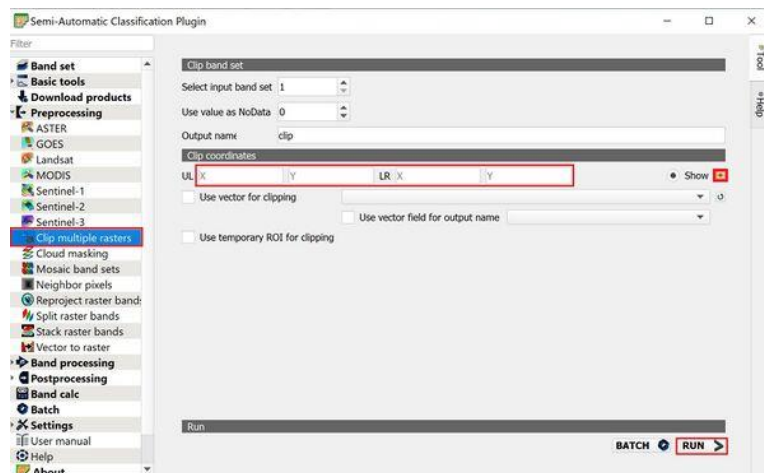 Semi-Automatic Classification Plugin
Filter
Band set
Basic tools
Download products
Preprocessing
ASTER
GOES
Landsat
MODIS
Sentinel-1
Sentinel-2
Sentinel-3
Clip multiple rasters
Cloud masking
Mosaic band sets
Neighbor pixels
Reproject raster band:
Split raster bands
Stack raster bands
Vector to raster
Band processing
Postprocessing
Band calc
Batch
Settings
User manual
Help
About
Clip band set
Select input band set 1
Use value as NoData 0
Output name clip
Clip coordinates
UL X Y LR X Y Show
Use vector for clipping
Use vector field for output name
Use temporary ROI for clipping
Run
BATCH RUN
Tool
Help